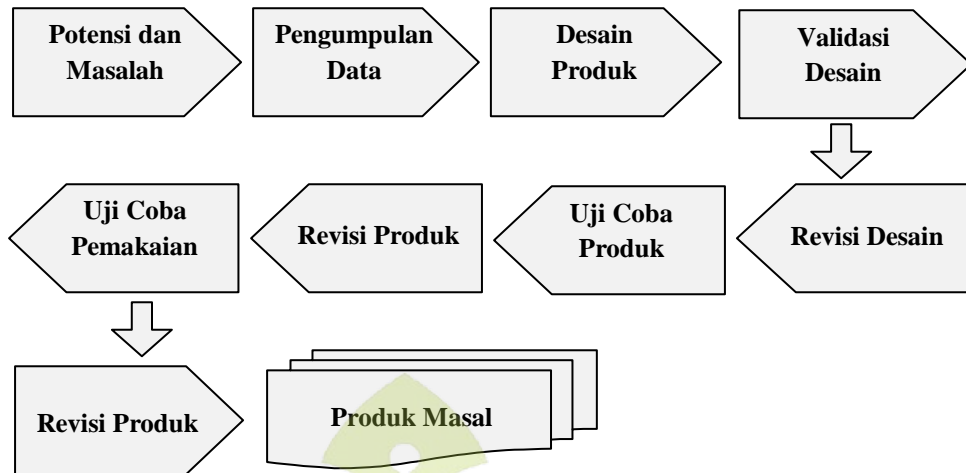 Potensi dan
Masalah
Pengumpulan
Data
Desain
Produk
Validasi
Desain
Revisi Desain
Uji Coba
Produk
Revisi Produk
Uji Coba
Pemakaian
Revisi Produk
Produk Masal